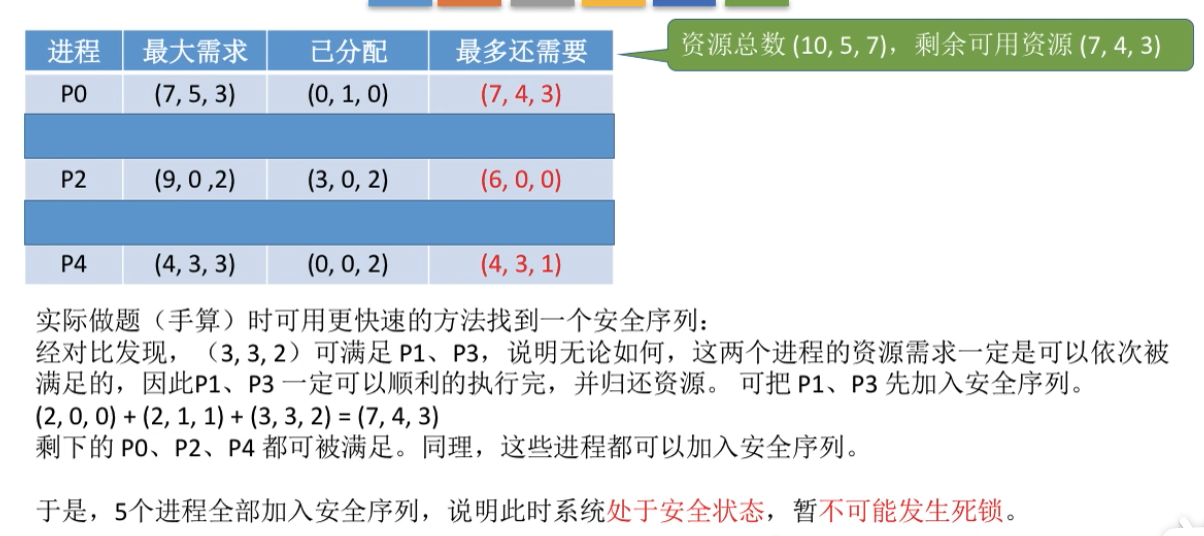 进程 最大需求 已分配 最多还需要
资源总数 (10, 5, 7)，剩余可用资源 (7, 4, 3)
P0 (7, 5, 3) (0, 1, 0) (7, 4, 3)
P2 (9, 0 ,2) (3, 0, 2) (6, 0, 0)
P4 (4, 3, 3) (0, 0, 2) (4, 3, 1)
实际做题（手算）时可用更快速的方法找到一个安全序列：
经对比发现，（3, 3, 2）可满足 P1、P3，说明无论如何，这两个进程的资源需求一定是可以依次被
满足的，因此P1、P3 一定可以顺利的执行完，并归还资源。 可把 P1、P3 先加入安全序列。
(2, 0, 0) + (2, 1, 1) + (3, 3, 2) = (7, 4, 3)
剩下的 P0、P2、P4 都可被满足。同理，这些进程都可以加入安全序列。
于是，5个进程全部加入安全序列，说明此时系统处于安全状态，暂不可能发生死锁。